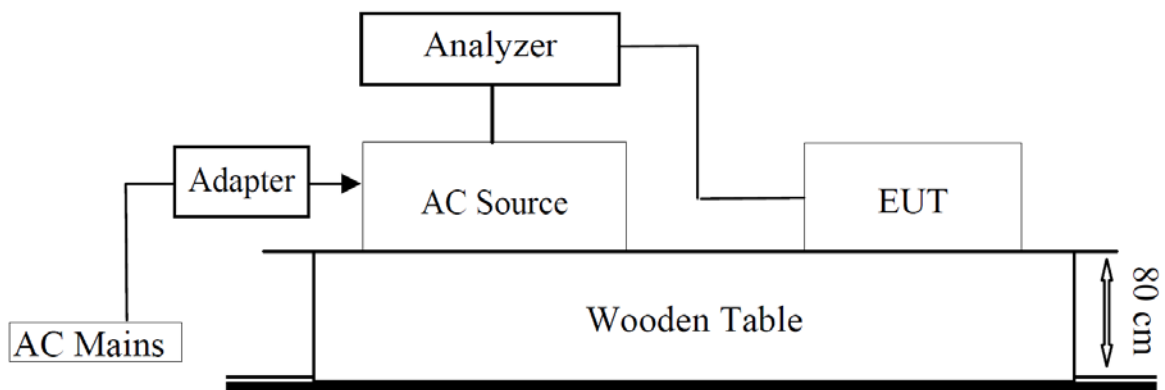 Analyzer
Adapter
AC Source
EUT
Wooden Table
80 cm
AC Mains